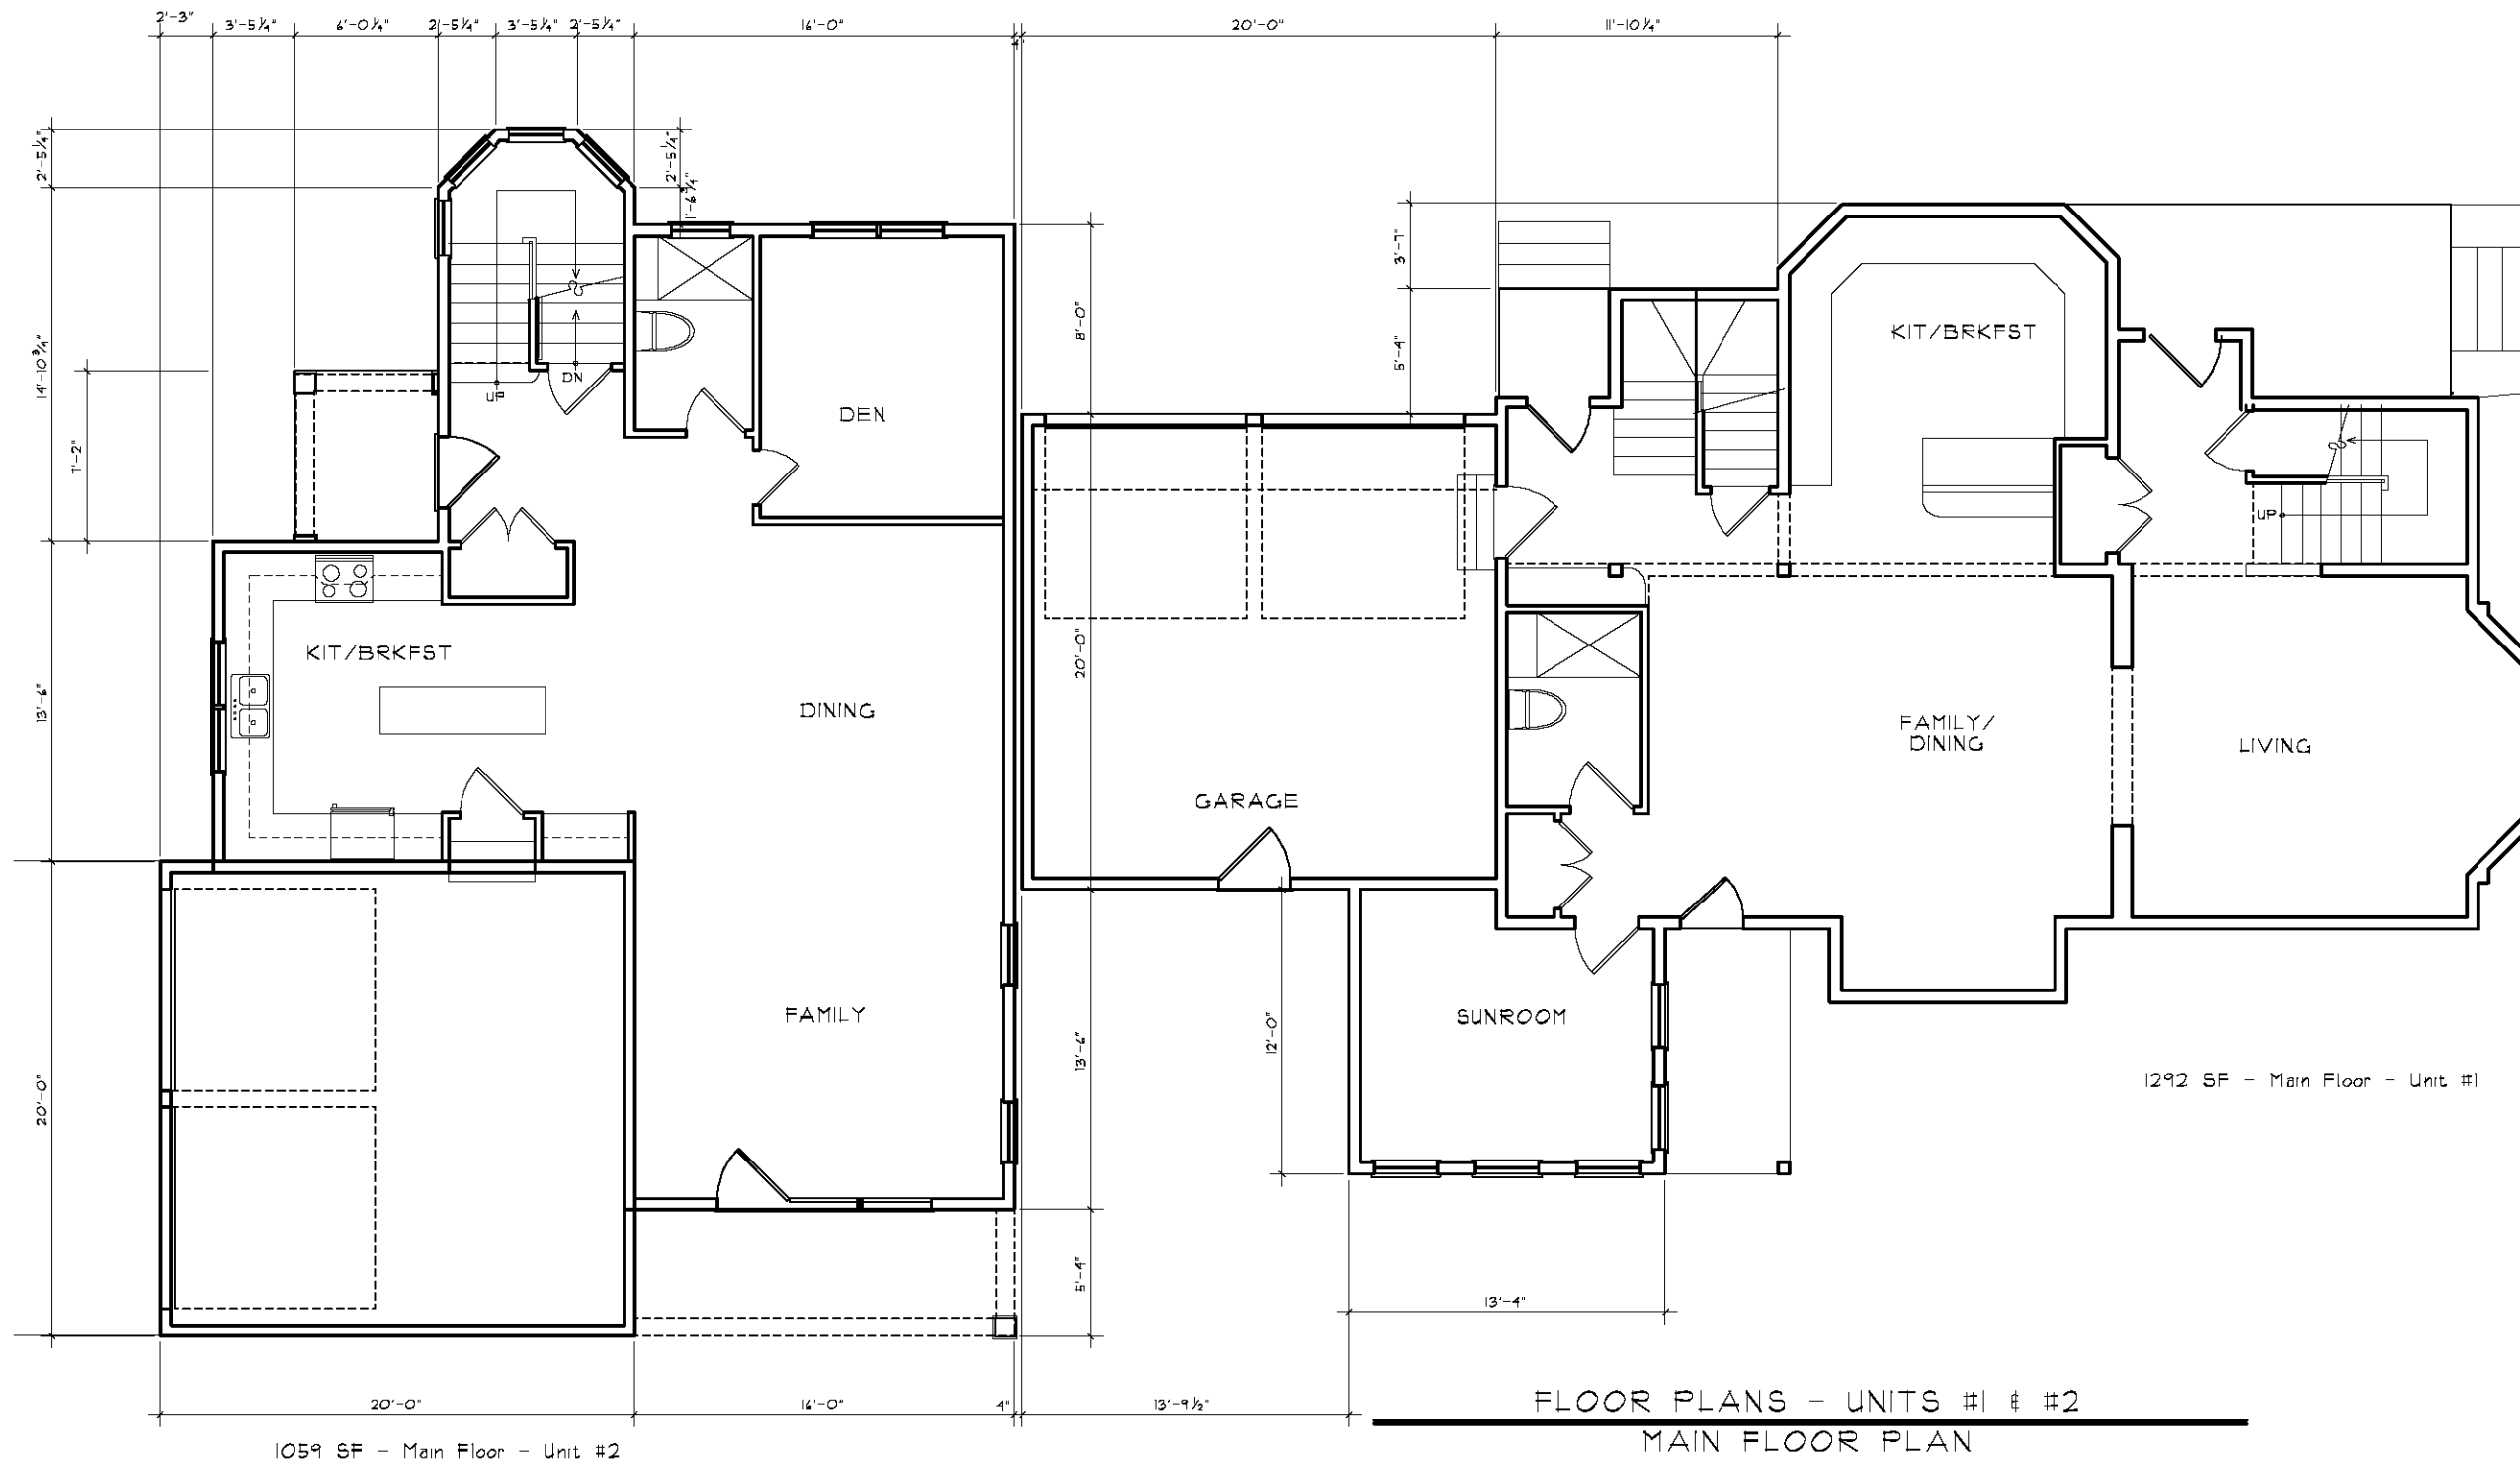 2'-3"
3'-5¼" 6'-0¼" 2'-5¼" 3'-5¼" 2'-5¼" 16'-0" 4" 20'-0" 11'-10¼"
2'-5¼"
2'-5¼"
1'-6¾"
3'-7"
8'-0"
5'-4"
14'-10¾"
7'-2"
KIT/BRKFST
DN
UP
DEN
UP
KIT/BRKFST
20'-0"
13'-6"
DINING
FAMILY/
DINING
LIVING
GARAGE
FAMILY
SUNROOM
12'-0"
13'-6"
20'-0"
1292 SF - Main Floor - Unit #1
5'-4"
13'-4"
20'-0" 16'-0" 4" 13'-9½"
FLOOR PLANS - UNITS #1 & #2
MAIN FLOOR PLAN
1059 SF - Main Floor - Unit #2